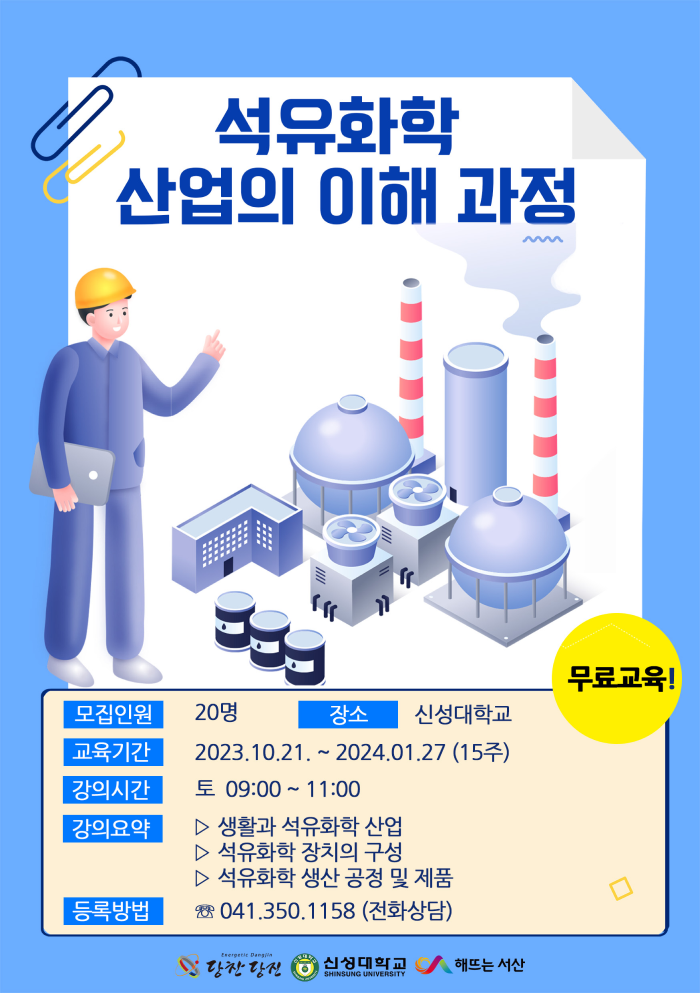 석유화학
산업의 이해 과정
무료교육!
모집인원 20명 장소 신성대학교
교육기간 2023.10.21. ~ 2024.01.27 (15주)
강의시간 토 09:00 ~ 11:00
강의요약 ▷ 생활과 석유화학 산업
▷ 석유화학 장치의 구성
▷ 석유화학 생산 공정 및 제품
등록방법 ☏ 041.350.1158 (전화상담)
Energetic Dangjin
당찬 당진 신성대학교 해뜨는 서산
SHINSUNG UNIVERSITY